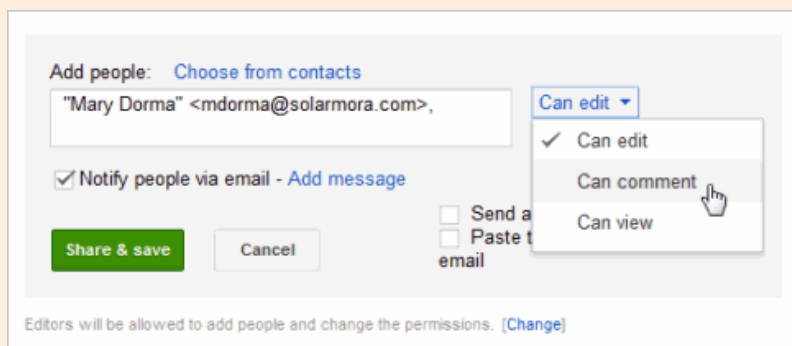 Add people: Choose from contacts
"Mary Dorma" <mdorma@solarmora.com>,
Can edit
Can edit
Can comment
Can view
Notify people via email - Add message
Send a
Paste t
email
Share & save
Cancel
Editors will be allowed to add people and change the permissions. [Change]